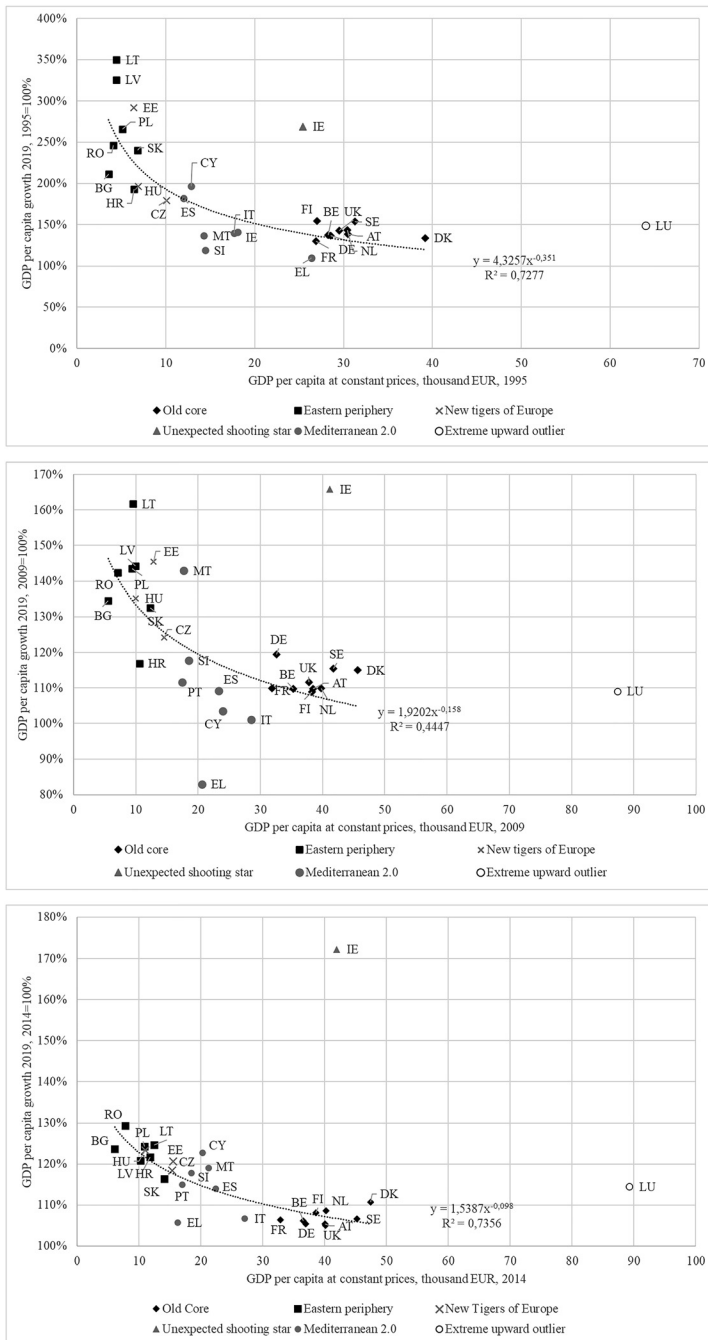 GDP per capita growth 2019, 1995=100%
400%
350%
300%
250%
200%
150%
100%
50%
0%
LT
LV
EE
PL
IE
RO
SK
BG
HU
HR
CZ
CY
ES
IT
MT
IE
SI
FI
BE
UK
SE
FR
DE
AT
NL
EL
DK
LU
y = 4,3257x^-0,351
R² = 0,7277
0 10 20 30 40 50 60 70
GDP per capita at constant prices, thousand EUR, 1995
Old core Eastern periphery New tigers of Europe
Unexpected shooting star Mediterranean 2.0 Extreme upward outlier
GDP per capita growth 2019, 2009=100%
170%
160%
150%
140%
130%
120%
110%
100%
90%
80%
IE
LT
LV
EE
MT
RO
PL
BG
HU
SK
CZ
HR
SI
PT
ES
CY
IT
EL
DE
UK
SE
BE
DK
FR
FI
AT
NL
LU
y = 1,9202x^-0,158
R² = 0,4447
0 10 20 30 40 50 60 70 80 90 100
GDP per capita at constant prices, thousand EUR, 2009
Old core Eastern periphery New tigers of Europe
Unexpected shooting star Mediterranean 2.0 Extreme upward outlier
GDP per capita growth 2019, 2014=100%
180%
170%
160%
150%
140%
130%
120%
110%
100%
IE
RO
PL
LT
BG
EE
CY
HU
CZ
MT
LV
HR
SI
SK
PT
ES
EL
IT
BE
FI
NL
DK
FR
DE
UK
AT
SE
LU
y = 1,5387x^-0,098
R² = 0,7356
0 10 20 30 40 50 60 70 80 90 100
GDP per capita at constant prices, thousand EUR, 2014
Old Core Eastern periphery New Tigers of Europe
Unexpected shooting star Mediterranean 2.0 Extreme upward outlier